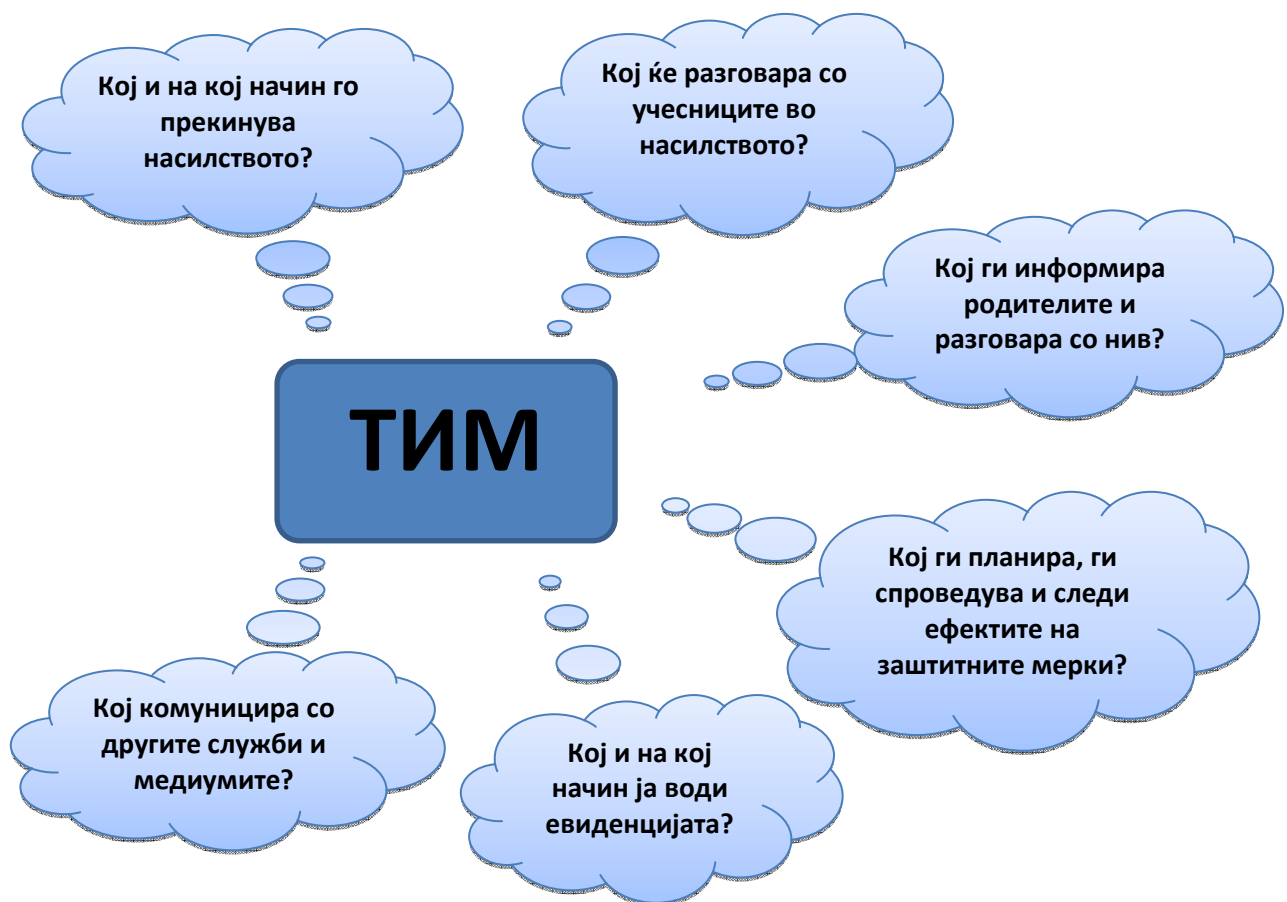 Кој и на кој начин го
прекинува
насилството?
Кој ќе разговара со
учесниците во
насилството?
Кој ги информира
родителите и
разговара со нив?
ТИМ
Кој ги планира, ги
спроведува и следи
ефектите на
заштитните мерки?
Кој комуницира со
другите служби и
медиумите?
Кој и на кој
начин ја води
евиденцијата?